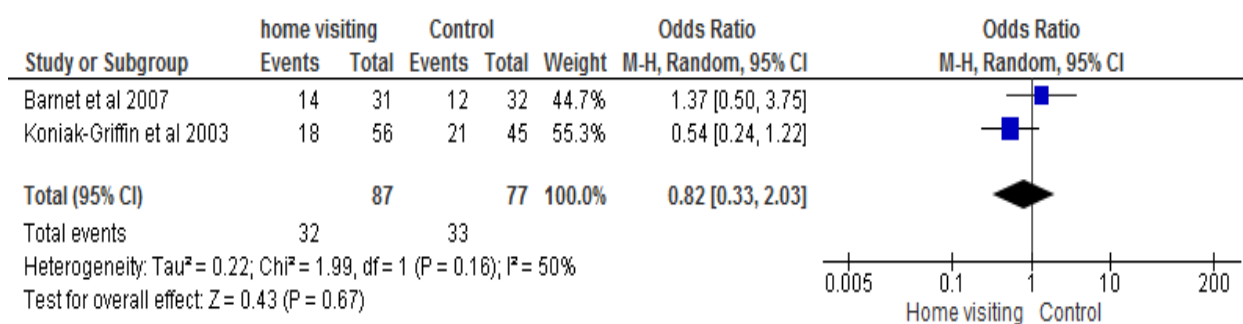 home visiting Control Odds Ratio Odds Ratio
Study or Subgroup Events Total Events Total Weight M-H, Random, 95% CI M-H, Random, 95% CI
Barnet et al 2007 14 31 12 32 44.7% 1.37 [0.50, 3.75]
Koniak-Griffin et al 2003 18 56 21 45 55.3% 0.54 [0.24, 1.22]
Total (95% CI) 87 77 100.0% 0.82 [0.33, 2.03]
Total events 32 33
Heterogeneity: Tau² = 0.22; Chi² = 1.99, df = 1 (P = 0.16); I² = 50%
Test for overall effect: Z = 0.43 (P = 0.67)
0.005 0.1 1 10 200
Home visiting Control